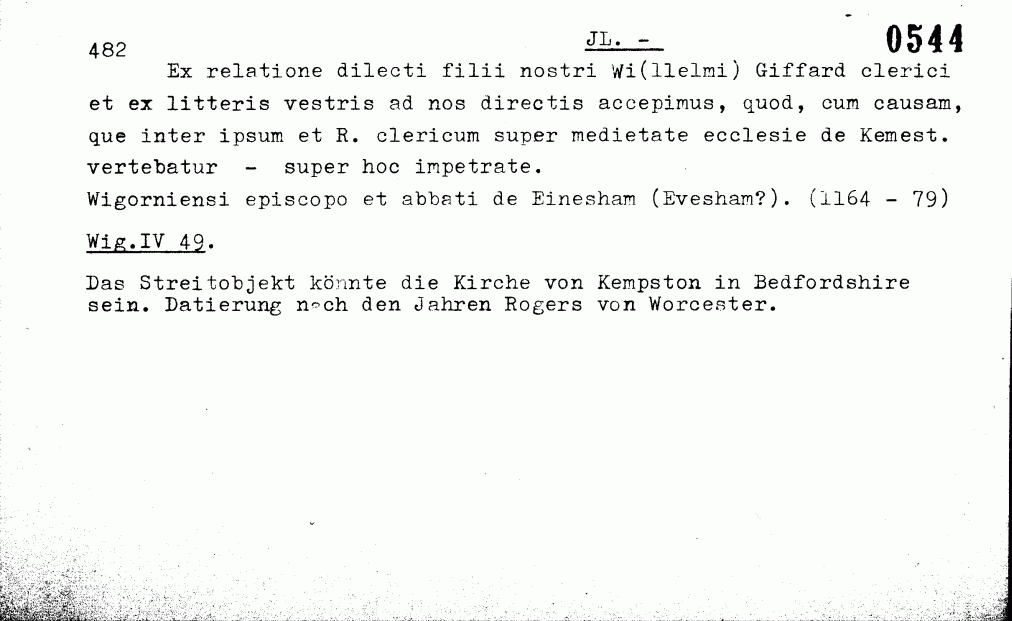 482 JL. - 0544
Ex relatione dilecti filii nostri Wi(llelmi) Giffard clerici
et ex litteris vestris ad nos directis accepimus, quod, cum causam,
que inter ipsum et R. clericum super medietate ecclesie de Kemest.
vertebatur - super hoc impetrate.
Wigorniensi episcopo et abbati de Einesham (Evesham?). (1164 - 79)
Wig.IV 49.
Das Streitobjekt könnte die Kirche von Kempston in Bedfordshire
sein. Datierung nach den Jahren Rogers von Worcester.